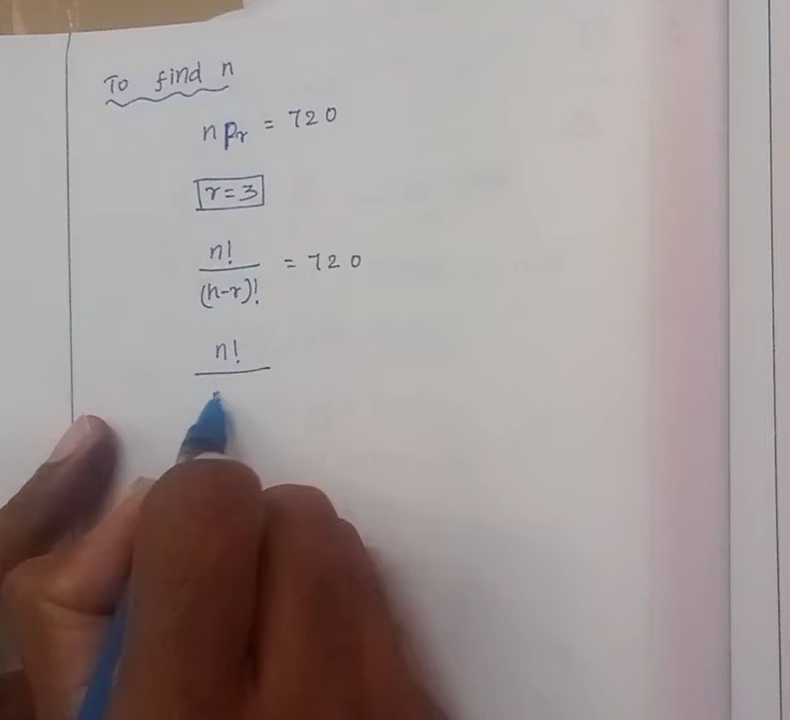 To find n
nPr = 720
r = 3
n!
(n-r)! = 720
n!